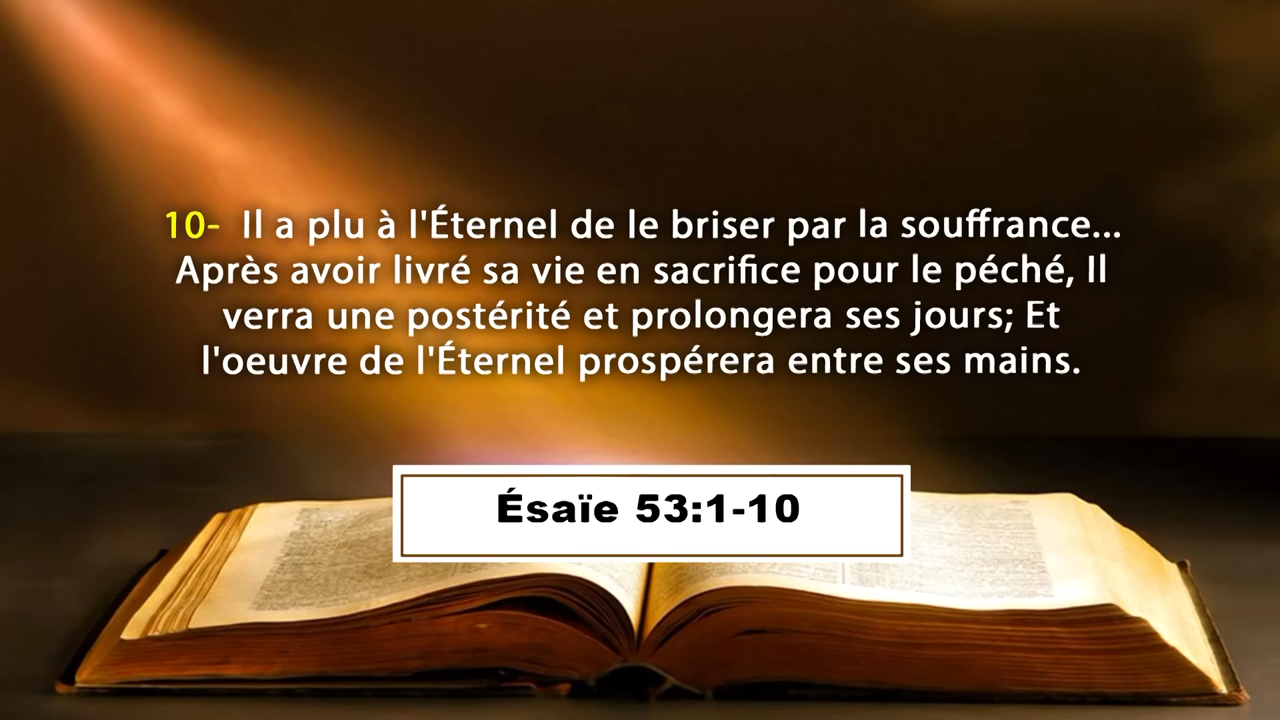 10- Il a plu à l'Éternel de le briser par la souffrance...
Après avoir livré sa vie en sacrifice pour le péché, Il
verra une postérité et prolongera ses jours; Et
l'oeuvre de l'Éternel prospérera entre ses mains.
Ésaïe 53:1-10